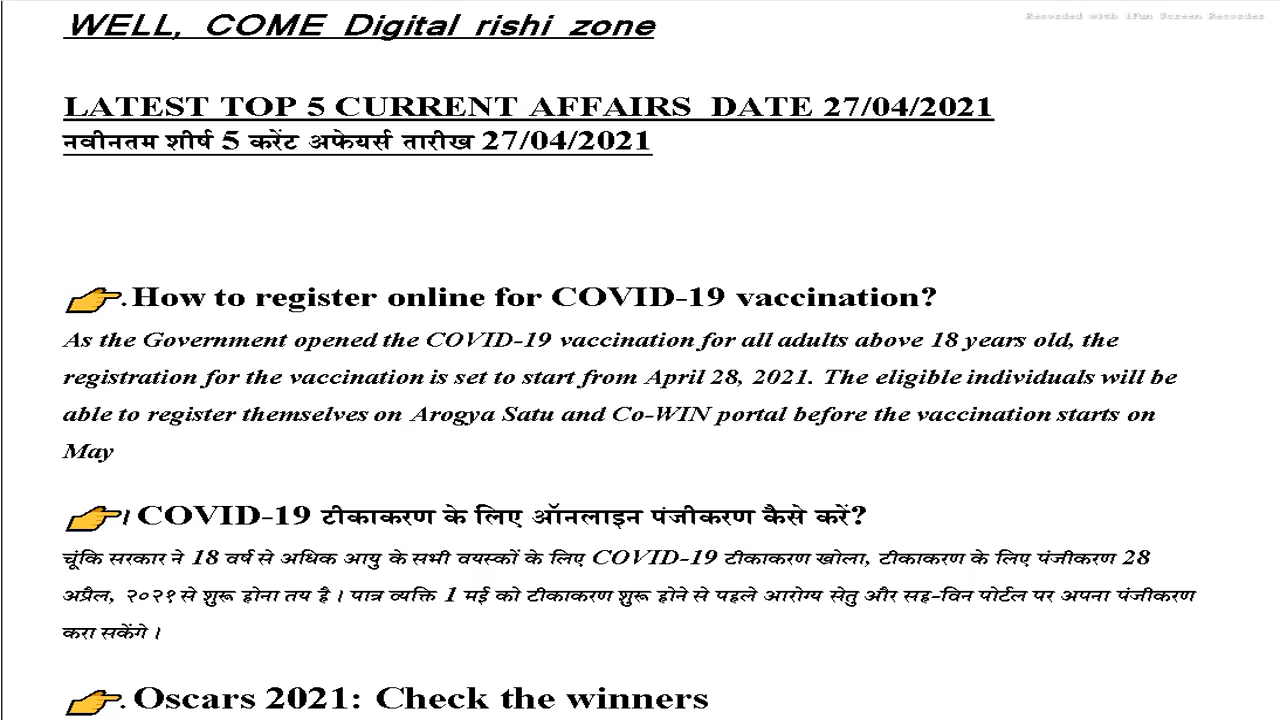 WELL, COME Digital rishi zone
Recorded with iFun Screen Recorder
LATEST TOP 5 CURRENT AFFAIRS DATE 27/04/2021
नवीनतम शीर्ष 5 करेंट अफेयर्स तारीख 27/04/2021
. How to register online for COVID-19 vaccination?
As the Government opened the COVID-19 vaccination for all adults above 18 years old, the
registration for the vaccination is set to start from April 28, 2021. The eligible individuals will be
able to register themselves on Arogya Satu and Co-WIN portal before the vaccination starts on
May
। COVID-19 टीकाकरण के लिए ऑनलाइन पंजीकरण कैसे करें?
चूंकि सरकार ने 18 वर्ष से अधिक आयु के सभी वयस्कों के लिए COVID-19 टीकाकरण खोला, टीकाकरण के लिए पंजीकरण 28
अप्रैल, २०२१ से शुरू होना तय है । पात्र व्यक्ति 1 मई को टीकाकरण शुरू होने से पहले आरोग्य सेतु और सह-विन पोर्टल पर अपना पंजीकरण
करा सकेंगे ।
. Oscars 2021: Check the winners